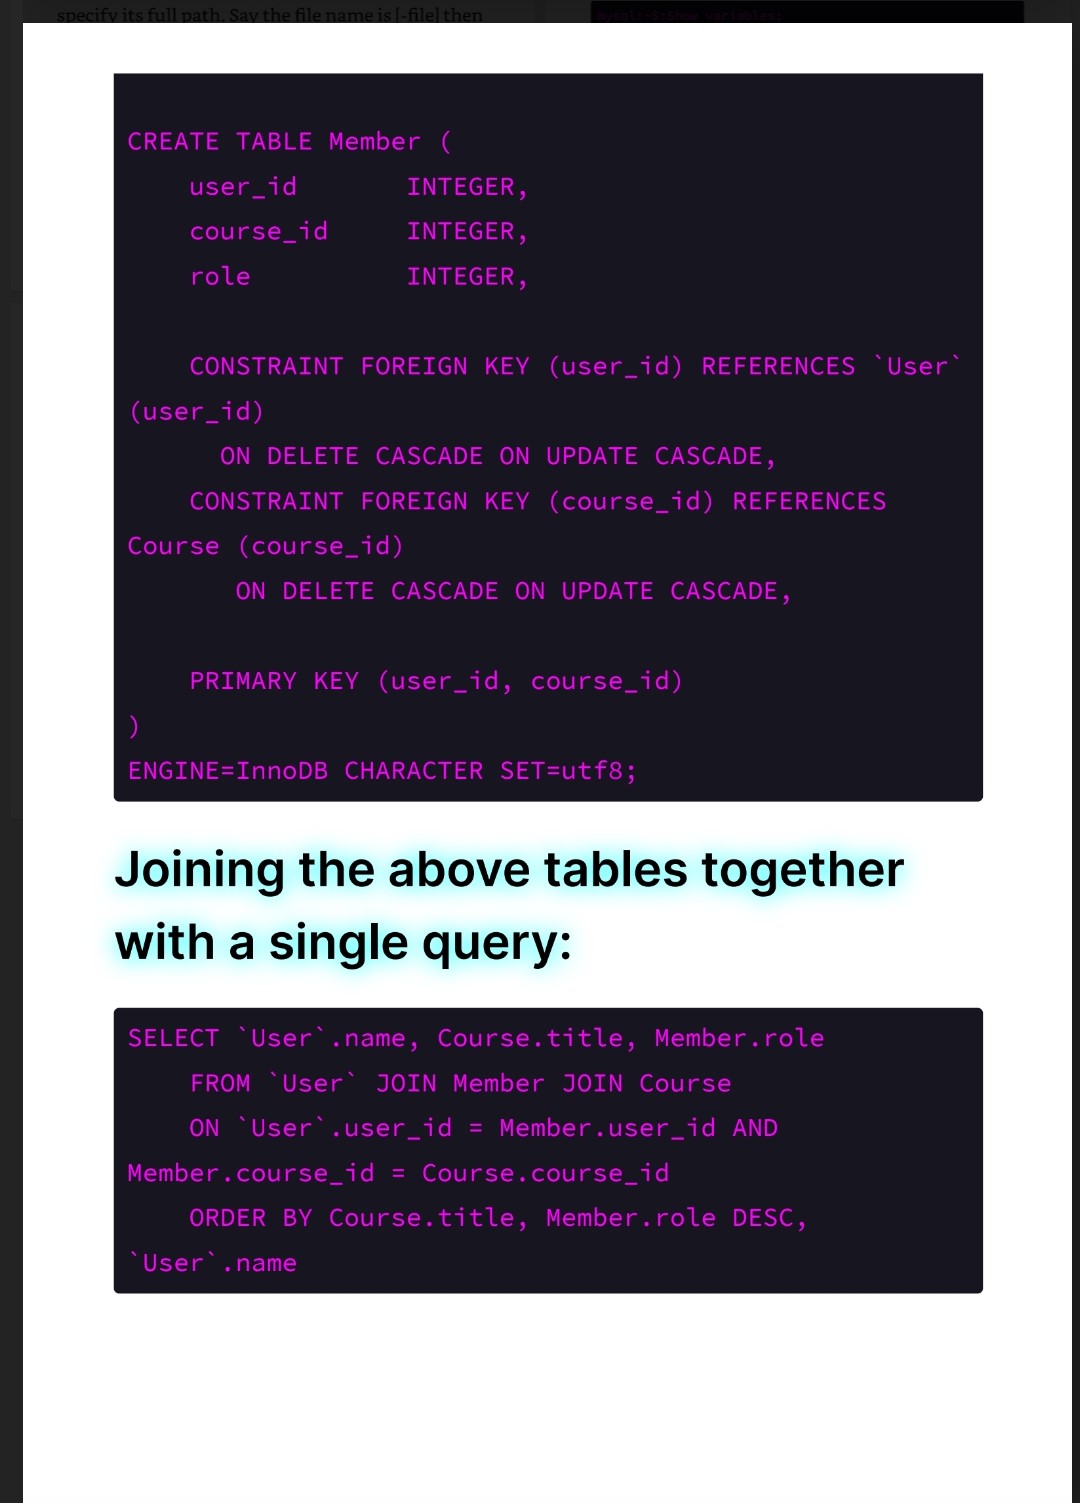 specify its full path. Say the file name is [-file] then
CREATE TABLE Member (
    user_id       INTEGER,
    course_id     INTEGER,
    role          INTEGER,
    CONSTRAINT FOREIGN KEY (user_id) REFERENCES `User`
(user_id)
      ON DELETE CASCADE ON UPDATE CASCADE,
    CONSTRAINT FOREIGN KEY (course_id) REFERENCES
Course (course_id)
       ON DELETE CASCADE ON UPDATE CASCADE,
    PRIMARY KEY (user_id, course_id)
)
ENGINE=InnoDB CHARACTER SET=utf8;
Joining the above tables together
with a single query:
SELECT `User`.name, Course.title, Member.role
    FROM `User` JOIN Member JOIN Course
    ON `User`.user_id = Member.user_id AND
Member.course_id = Course.course_id
    ORDER BY Course.title, Member.role DESC,
`User`.name